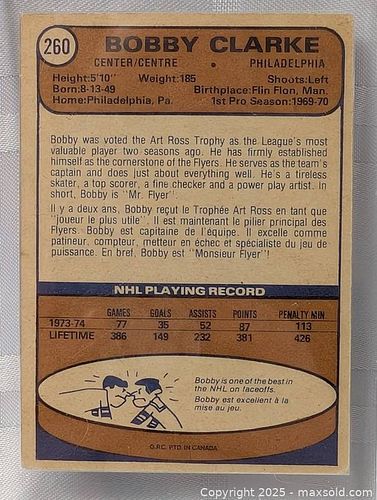 260
BOBBY CLARKE
CENTER/CENTRE • PHILADELPHIA
Height:5'10" Weight:185 Shoots:Left
Born:8-13-49 Birthplace:Flin Flon, Man.
Home:Philadelphia, Pa. 1st Pro Season:1969-70
Bobby was voted the Art Ross Trophy as the League's most
valuable player two seasons ago. He has firmly established
himself as the cornerstone of the Flyers. He serves as the team's
captain and does just about everything well. He's a tireless
skater, a top scorer, a fine checker and a power play artist. In
short, Bobby is "Mr. Flyer".
Il y a deux ans, Bobby reçut le Trophée Art Ross en tant que
"joueur le plus utile". Il est maintenant le pilier principal des
Flyers. Bobby est capitaine de l'équipe. Il excelle comme
patineur, compteur, metteur en échec et spécialiste du jeu de
puissance. En bref, Bobby est "Monsieur Flyer"!
NHL PLAYING RECORD
GAMES GOALS ASSISTS POINTS PENALTY MIN
1973-74 77 35 52 87 113
LIFETIME 386 149 232 381 426
Bobby is one of the best in
the NHL on faceoffs.
Bobby est excellent à la
mise au jeu.
O.P.C. PTD. IN CANADA
Copyright © 2025 - maxsold.com